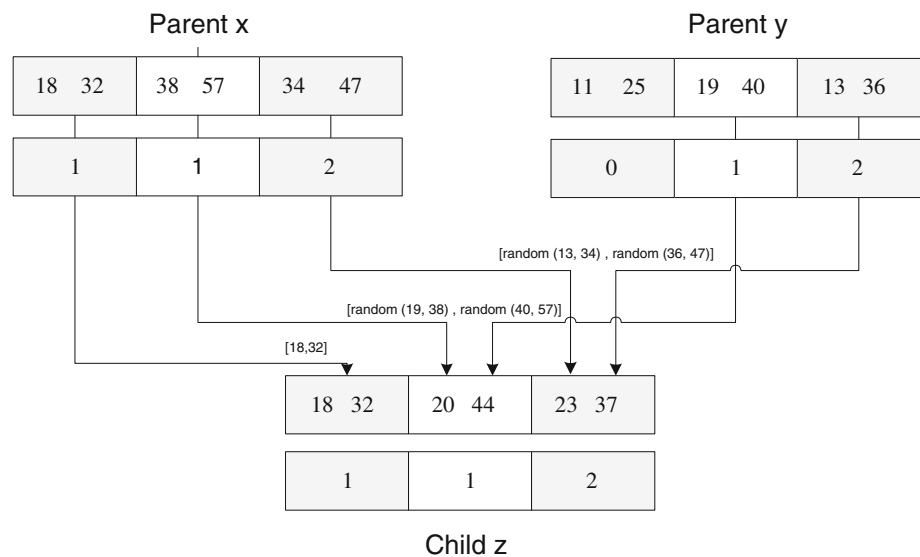 Parent x Parent y
18 32 38 57 34 47
11 25 19 40 13 36
1 1 2
0 1 2
[random (13, 34) , random (36, 47)]
[random (19, 38) , random (40, 57)]
[18,32]
18 32 20 44 23 37
1 1 2
Child z